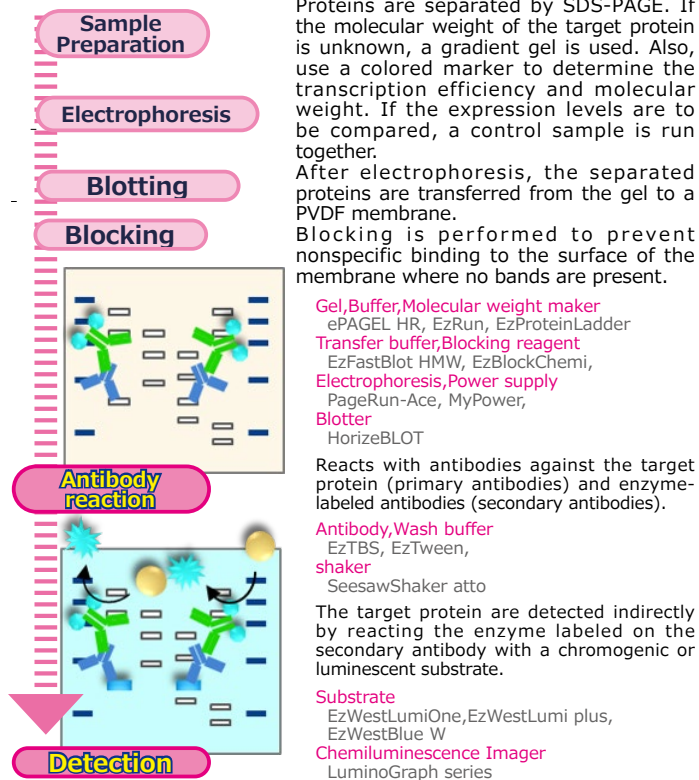 Sample
Preparation
Electrophoresis
Blotting
Blocking
Antibody
reaction
Detection
Proteins are separated by SDS-PAGE. If
the molecular weight of the target protein
is unknown, a gradient gel is used. Also,
use a colored marker to determine the
transcription efficiency and molecular
weight. If the expression levels are to
be compared, a control sample is run
together.
After electrophoresis, the separated
proteins are transferred from the gel to a
PVDF membrane.
Blocking is performed to prevent
nonspecific binding to the surface of the
membrane where no bands are present.
Gel,Buffer,Molecular weight maker
ePAGEL HR, EzRun, EzProteinLadder
Transfer buffer,Blocking reagent
EzFastBlot HMW, EzBlockChemi,
Electrophoresis,Power supply
PageRun-Ace, MyPower,
Blotter
HorizeBLOT
Reacts with antibodies against the target
protein (primary antibodies) and enzyme-
labeled antibodies (secondary antibodies).
Antibody,Wash buffer
EzTBS, EzTween,
shaker
SeesawShaker atto
The target protein are detected indirectly
by reacting the enzyme labeled on the
secondary antibody with a chromogenic or
luminescent substrate.
Substrate
EzWestLumiOne,EzWestLumi plus,
EzWestBlue W
Chemiluminescence Imager
LuminoGraph series